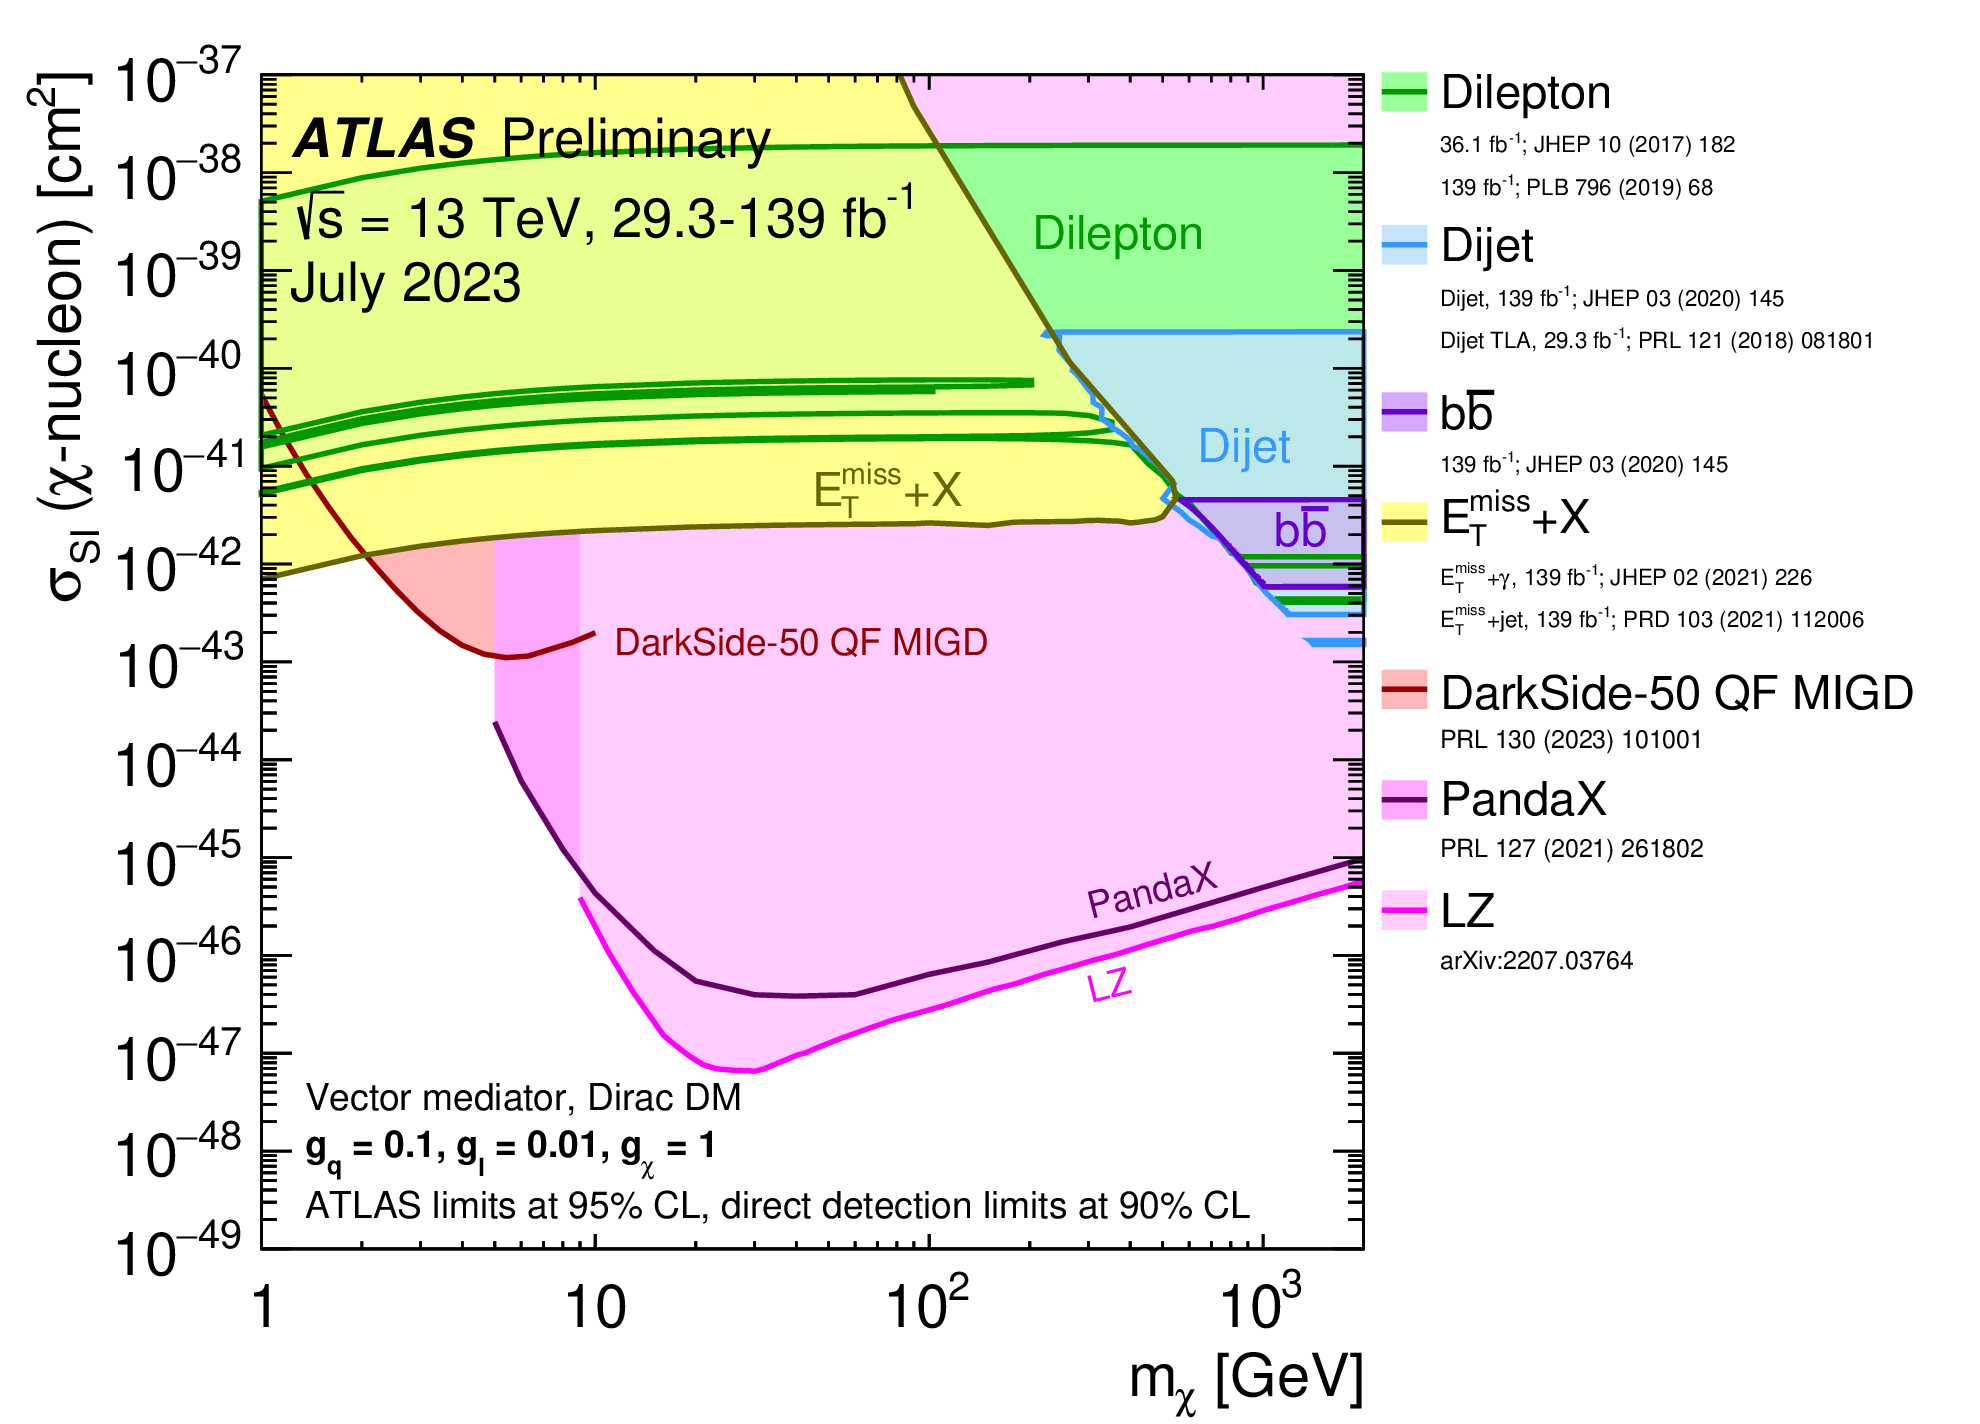 σSI (χ-nucleon) [cm²]
10⁻³⁷
10⁻³⁸
10⁻³⁹
10⁻⁴⁰
10⁻⁴¹
10⁻⁴²
10⁻⁴³
10⁻⁴⁴
10⁻⁴⁵
10⁻⁴⁶
10⁻⁴⁷
10⁻⁴⁸
10⁻⁴⁹
ATLAS Preliminary
√s = 13 TeV, 29.3-139 fb⁻¹
July 2023
Dilepton
Dijet
E_T^miss+X
bb̅
DarkSide-50 QF MIGD
PandaX
LZ
Vector mediator, Dirac DM
g_q = 0.1, g_l = 0.01, g_χ = 1
ATLAS limits at 95% CL, direct detection limits at 90% CL
1 10 10² 10³
m_χ [GeV]
Dilepton
36.1 fb⁻¹; JHEP 10 (2017) 182
139 fb⁻¹; PLB 796 (2019) 68
Dijet
Dijet, 139 fb⁻¹; JHEP 03 (2020) 145
Dijet TLA, 29.3 fb⁻¹; PRL 121 (2018) 081801
bb̅
139 fb⁻¹; JHEP 03 (2020) 145
E_T^miss+X
E_T^miss+γ, 139 fb⁻¹; JHEP 02 (2021) 226
E_T^miss+jet, 139 fb⁻¹; PRD 103 (2021) 112006
DarkSide-50 QF MIGD
PRL 130 (2023) 101001
PandaX
PRL 127 (2021) 261802
LZ
arXiv:2207.03764